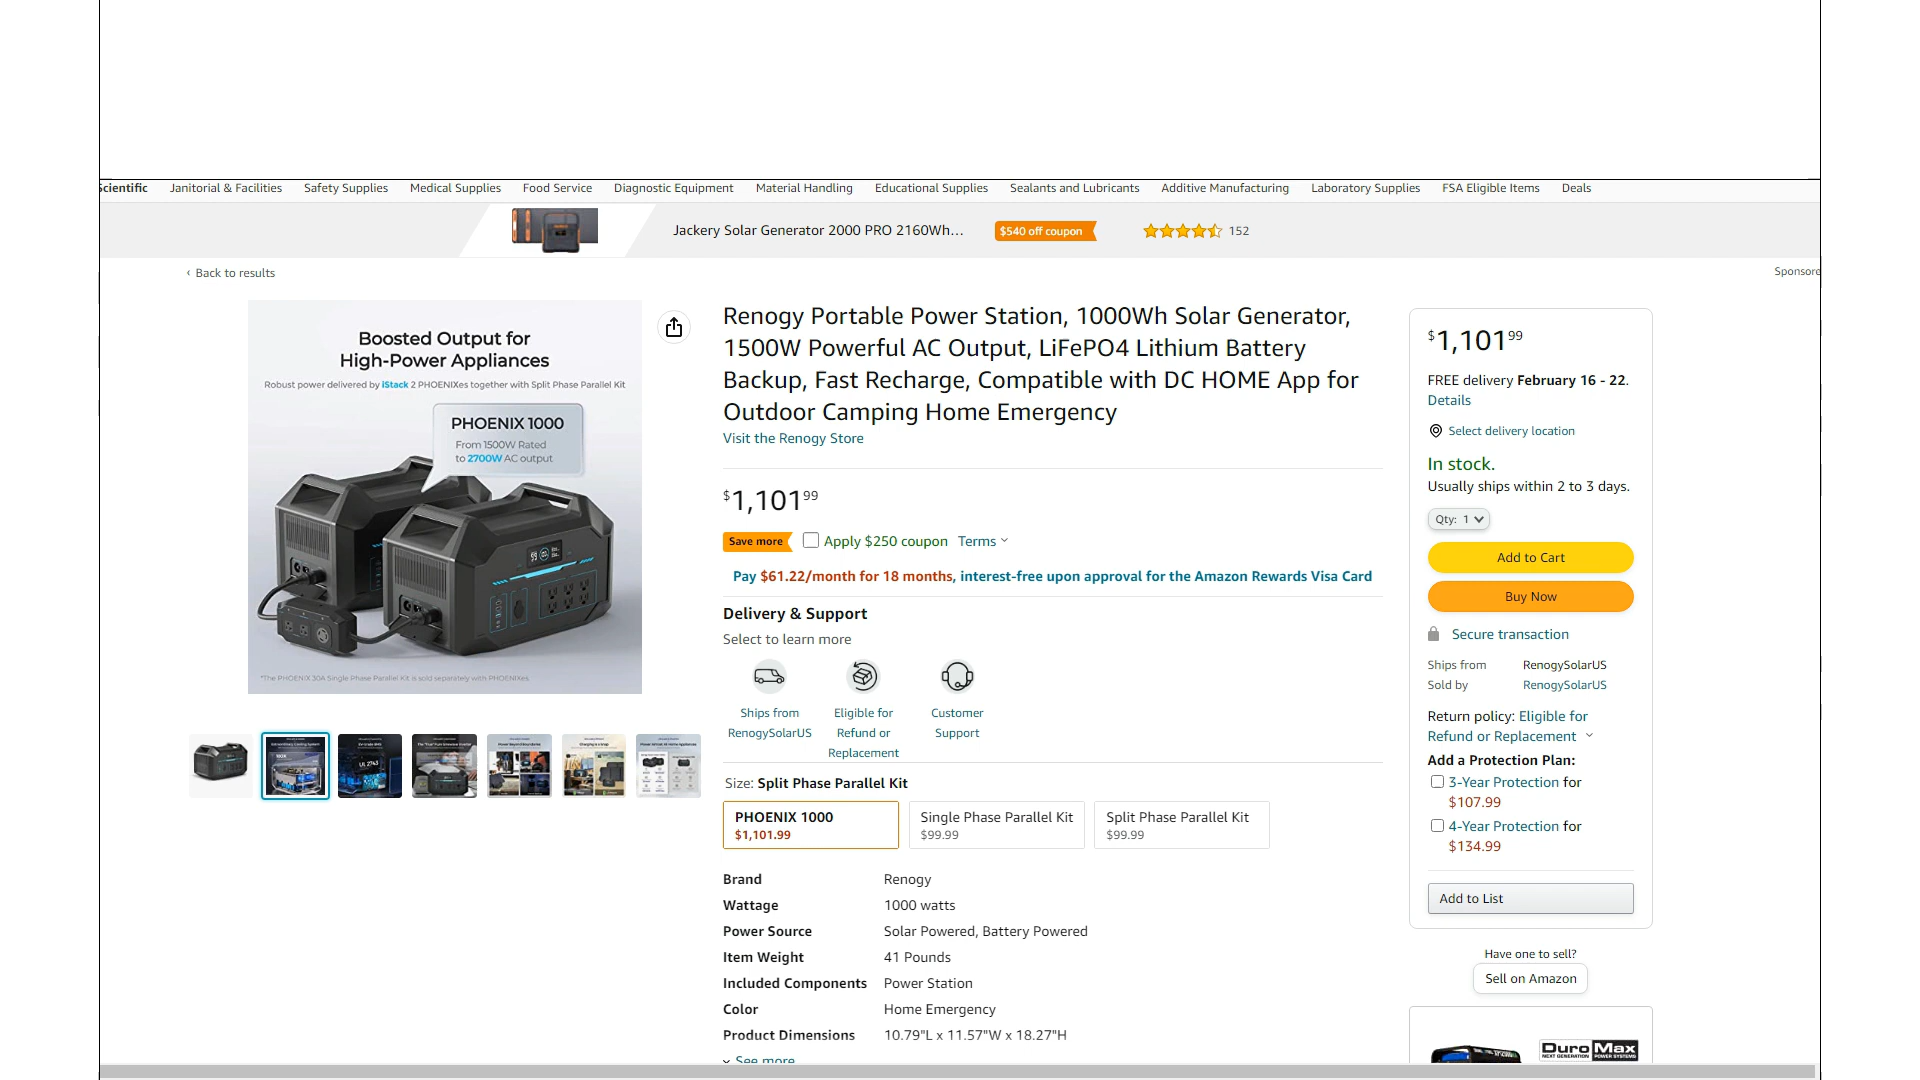 Scientific Janitorial & Facilities Safety Supplies Medical Supplies Food Service Diagnostic Equipment Material Handling Educational Supplies Sealants and Lubricants Additive Manufacturing Laboratory Supplies FSA Eligible Items Deals
Jackery Solar Generator 2000 PRO 2160Wh… $540 off coupon 152
‹ Back to results
Sponsore
Boosted Output for
High-Power Appliances
Robust power delivered by iStack 2 PHOENIXes together with Split Phase Parallel Kit
PHOENIX 1000
From 1500W Rated
to 2700W AC output
*The PHOENIX 30A Single Phase Parallel Kit is sold separately with PHOENIXes.
UL 2743
Renogy Portable Power Station, 1000Wh Solar Generator,
1500W Powerful AC Output, LiFePO4 Lithium Battery
Backup, Fast Recharge, Compatible with DC HOME App for
Outdoor Camping Home Emergency
Visit the Renogy Store
$1,10199
Save more Apply $250 coupon Terms
Pay $61.22/month for 18 months, interest-free upon approval for the Amazon Rewards Visa Card
Delivery & Support
Select to learn more
Ships from
RenogySolarUS
Eligible for
Refund or
Replacement
Customer
Support
Size: Split Phase Parallel Kit
PHOENIX 1000
$1,101.99
Single Phase Parallel Kit
$99.99
Split Phase Parallel Kit
$99.99
Brand Renogy
Wattage 1000 watts
Power Source Solar Powered, Battery Powered
Item Weight 41 Pounds
Included Components Power Station
Color Home Emergency
Product Dimensions 10.79"L x 11.57"W x 18.27"H
See more
$1,10199
FREE delivery February 16 - 22.
Details
Select delivery location
In stock.
Usually ships within 2 to 3 days.
Qty: 1
Add to Cart
Buy Now
Secure transaction
Ships from RenogySolarUS
Sold by RenogySolarUS
Return policy: Eligible for
Refund or Replacement
Add a Protection Plan:
3-Year Protection for
$107.99
4-Year Protection for
$134.99
Add to List
Have one to sell?
Sell on Amazon
DuroMax
NEXT GENERATION POWER SYSTEMS